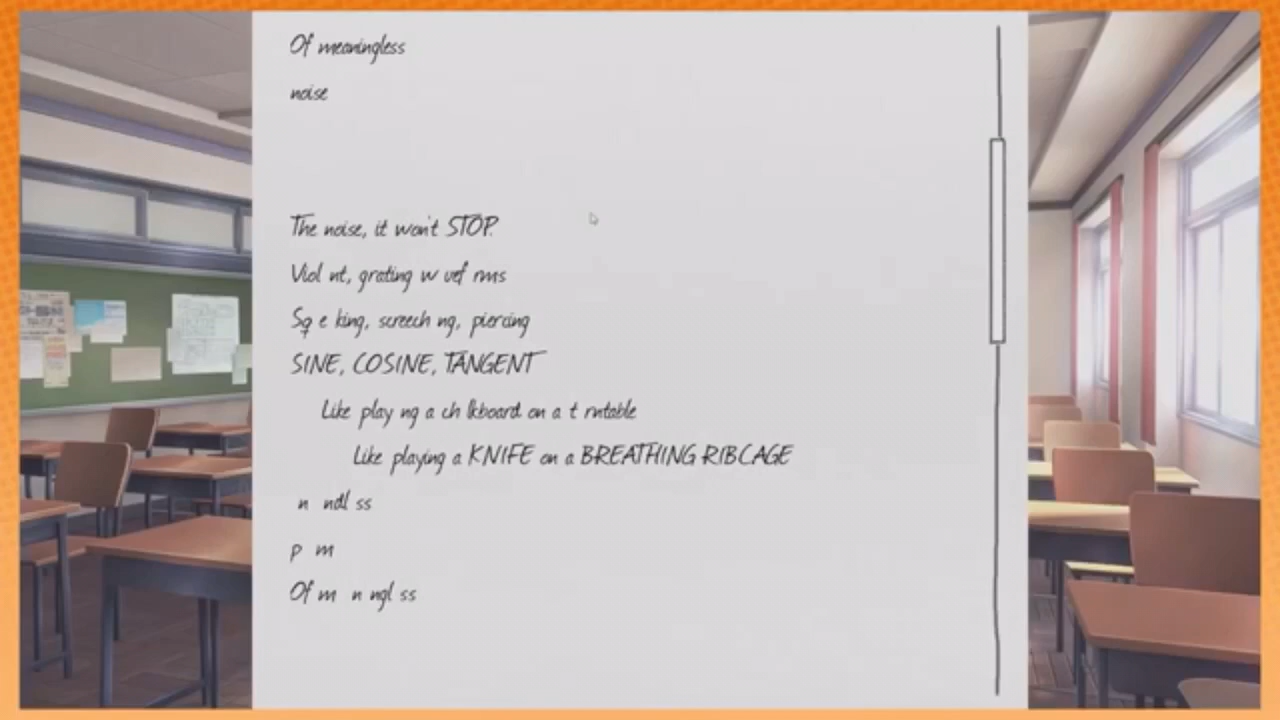 Of meaningless
noise
The noise, it won't STOP.
Viol nt, grating w vef rms
Sq e king, screech ng, piercing
SINE, COSINE, TANGENT
Like play ng a ch lkboard on a t rntable
Like playing a KNIFE on a BREATHING RIBCAGE
n ndl ss
p m
Of m n ngl ss